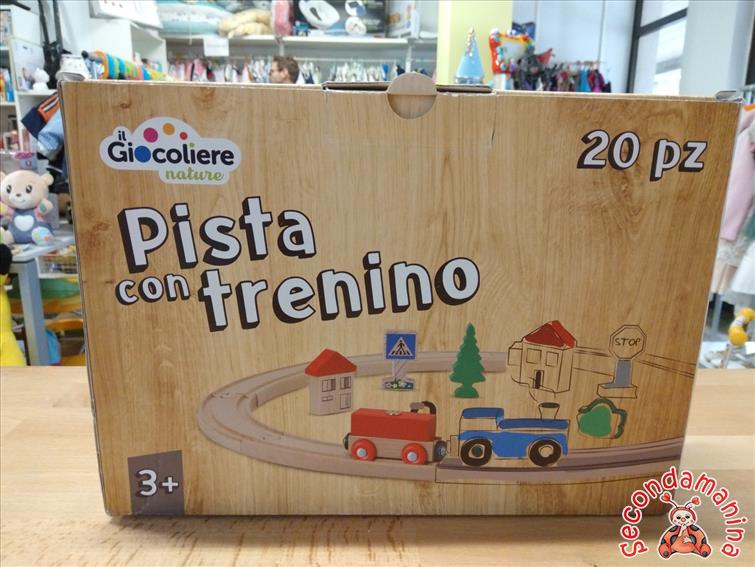 il
Giocoliere
nature
20 pz
Pista
con trenino
STOP
3+
Secondamanina